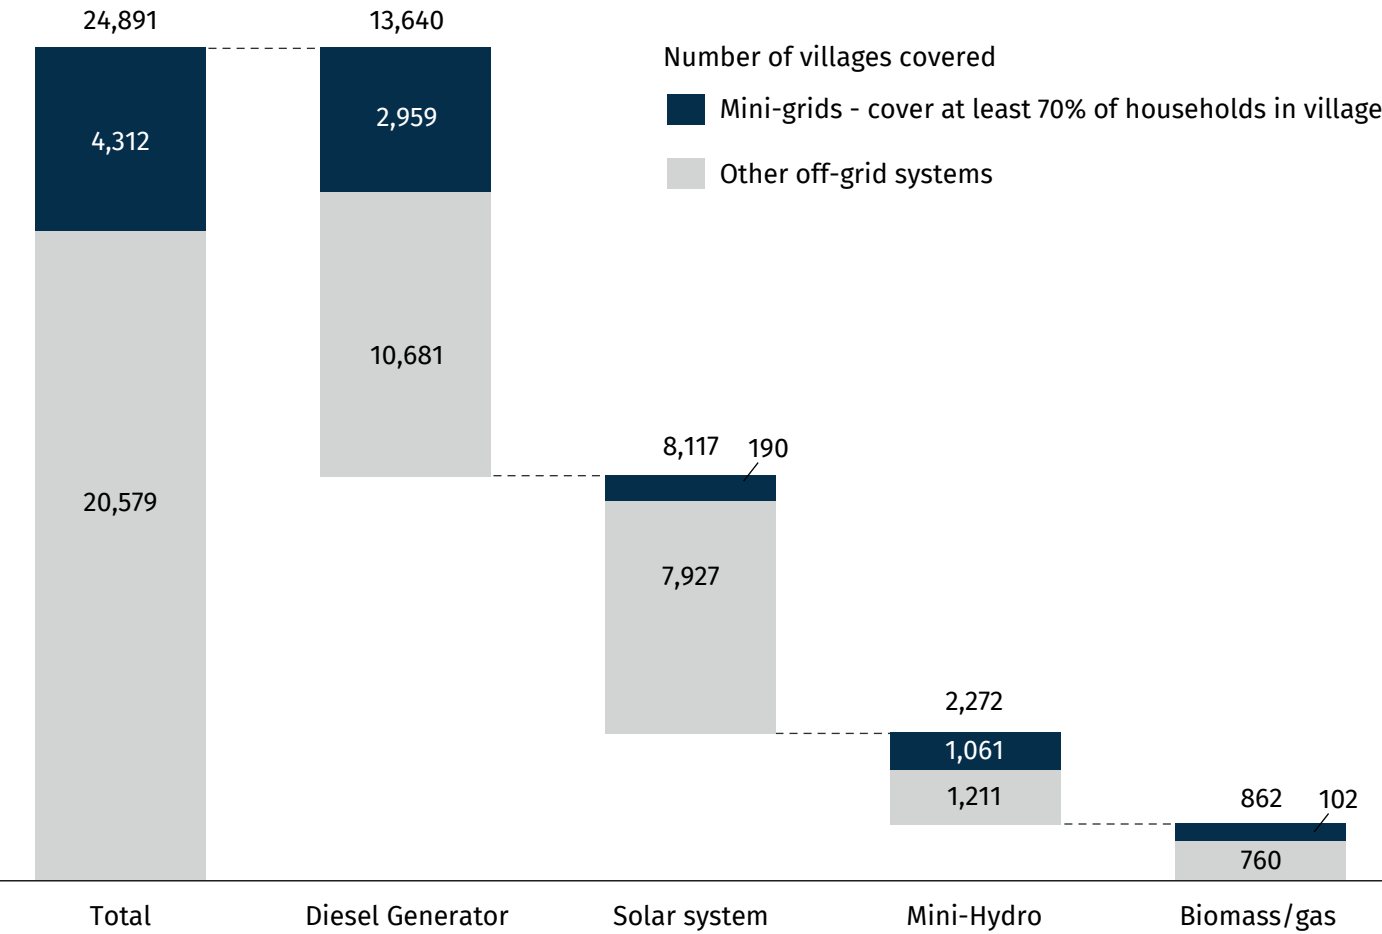 24,891
13,640
Number of villages covered
Mini-grids - cover at least 70% of households in village
Other off-grid systems
4,312
2,959
10,681
20,579
8,117
190
7,927
2,272
1,061
1,211
862
102
760
Total
Diesel Generator
Solar system
Mini-Hydro
Biomass/gas